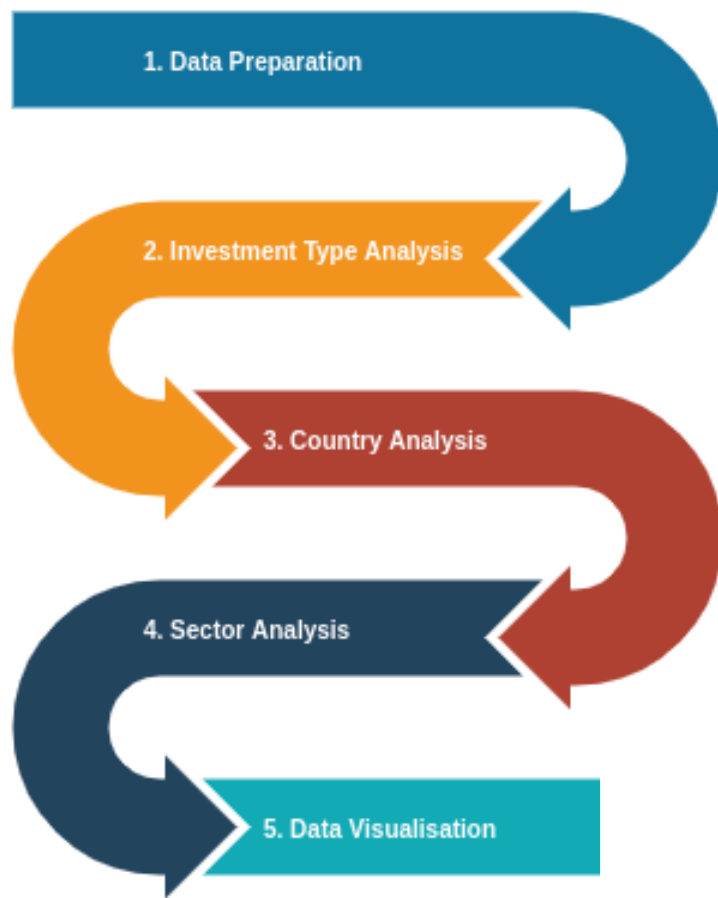 1. Data Preparation
2. Investment Type Analysis
3. Country Analysis
4. Sector Analysis
5. Data Visualisation